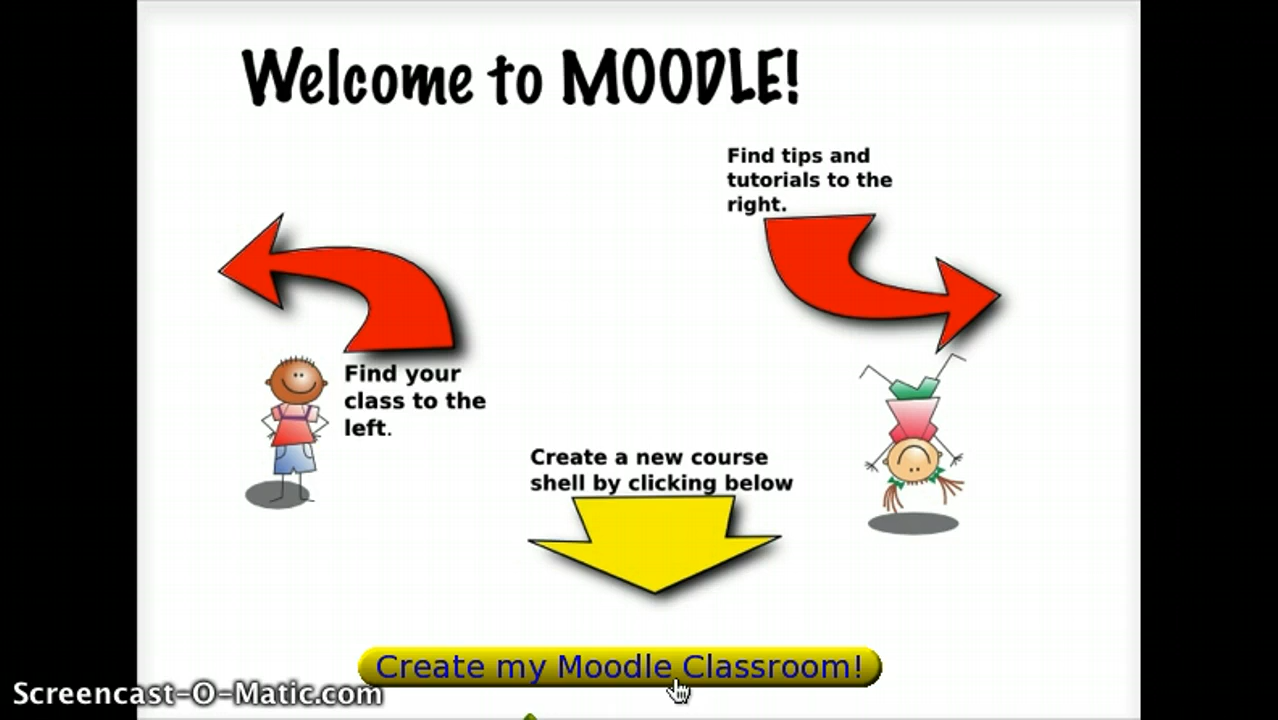 Welcome to MOODLE!
Find tips and
tutorials to the
right.
Find your
class to the
left.
Create a new course
shell by clicking below
Create my Moodle Classroom!
Screencast-O-Matic.com